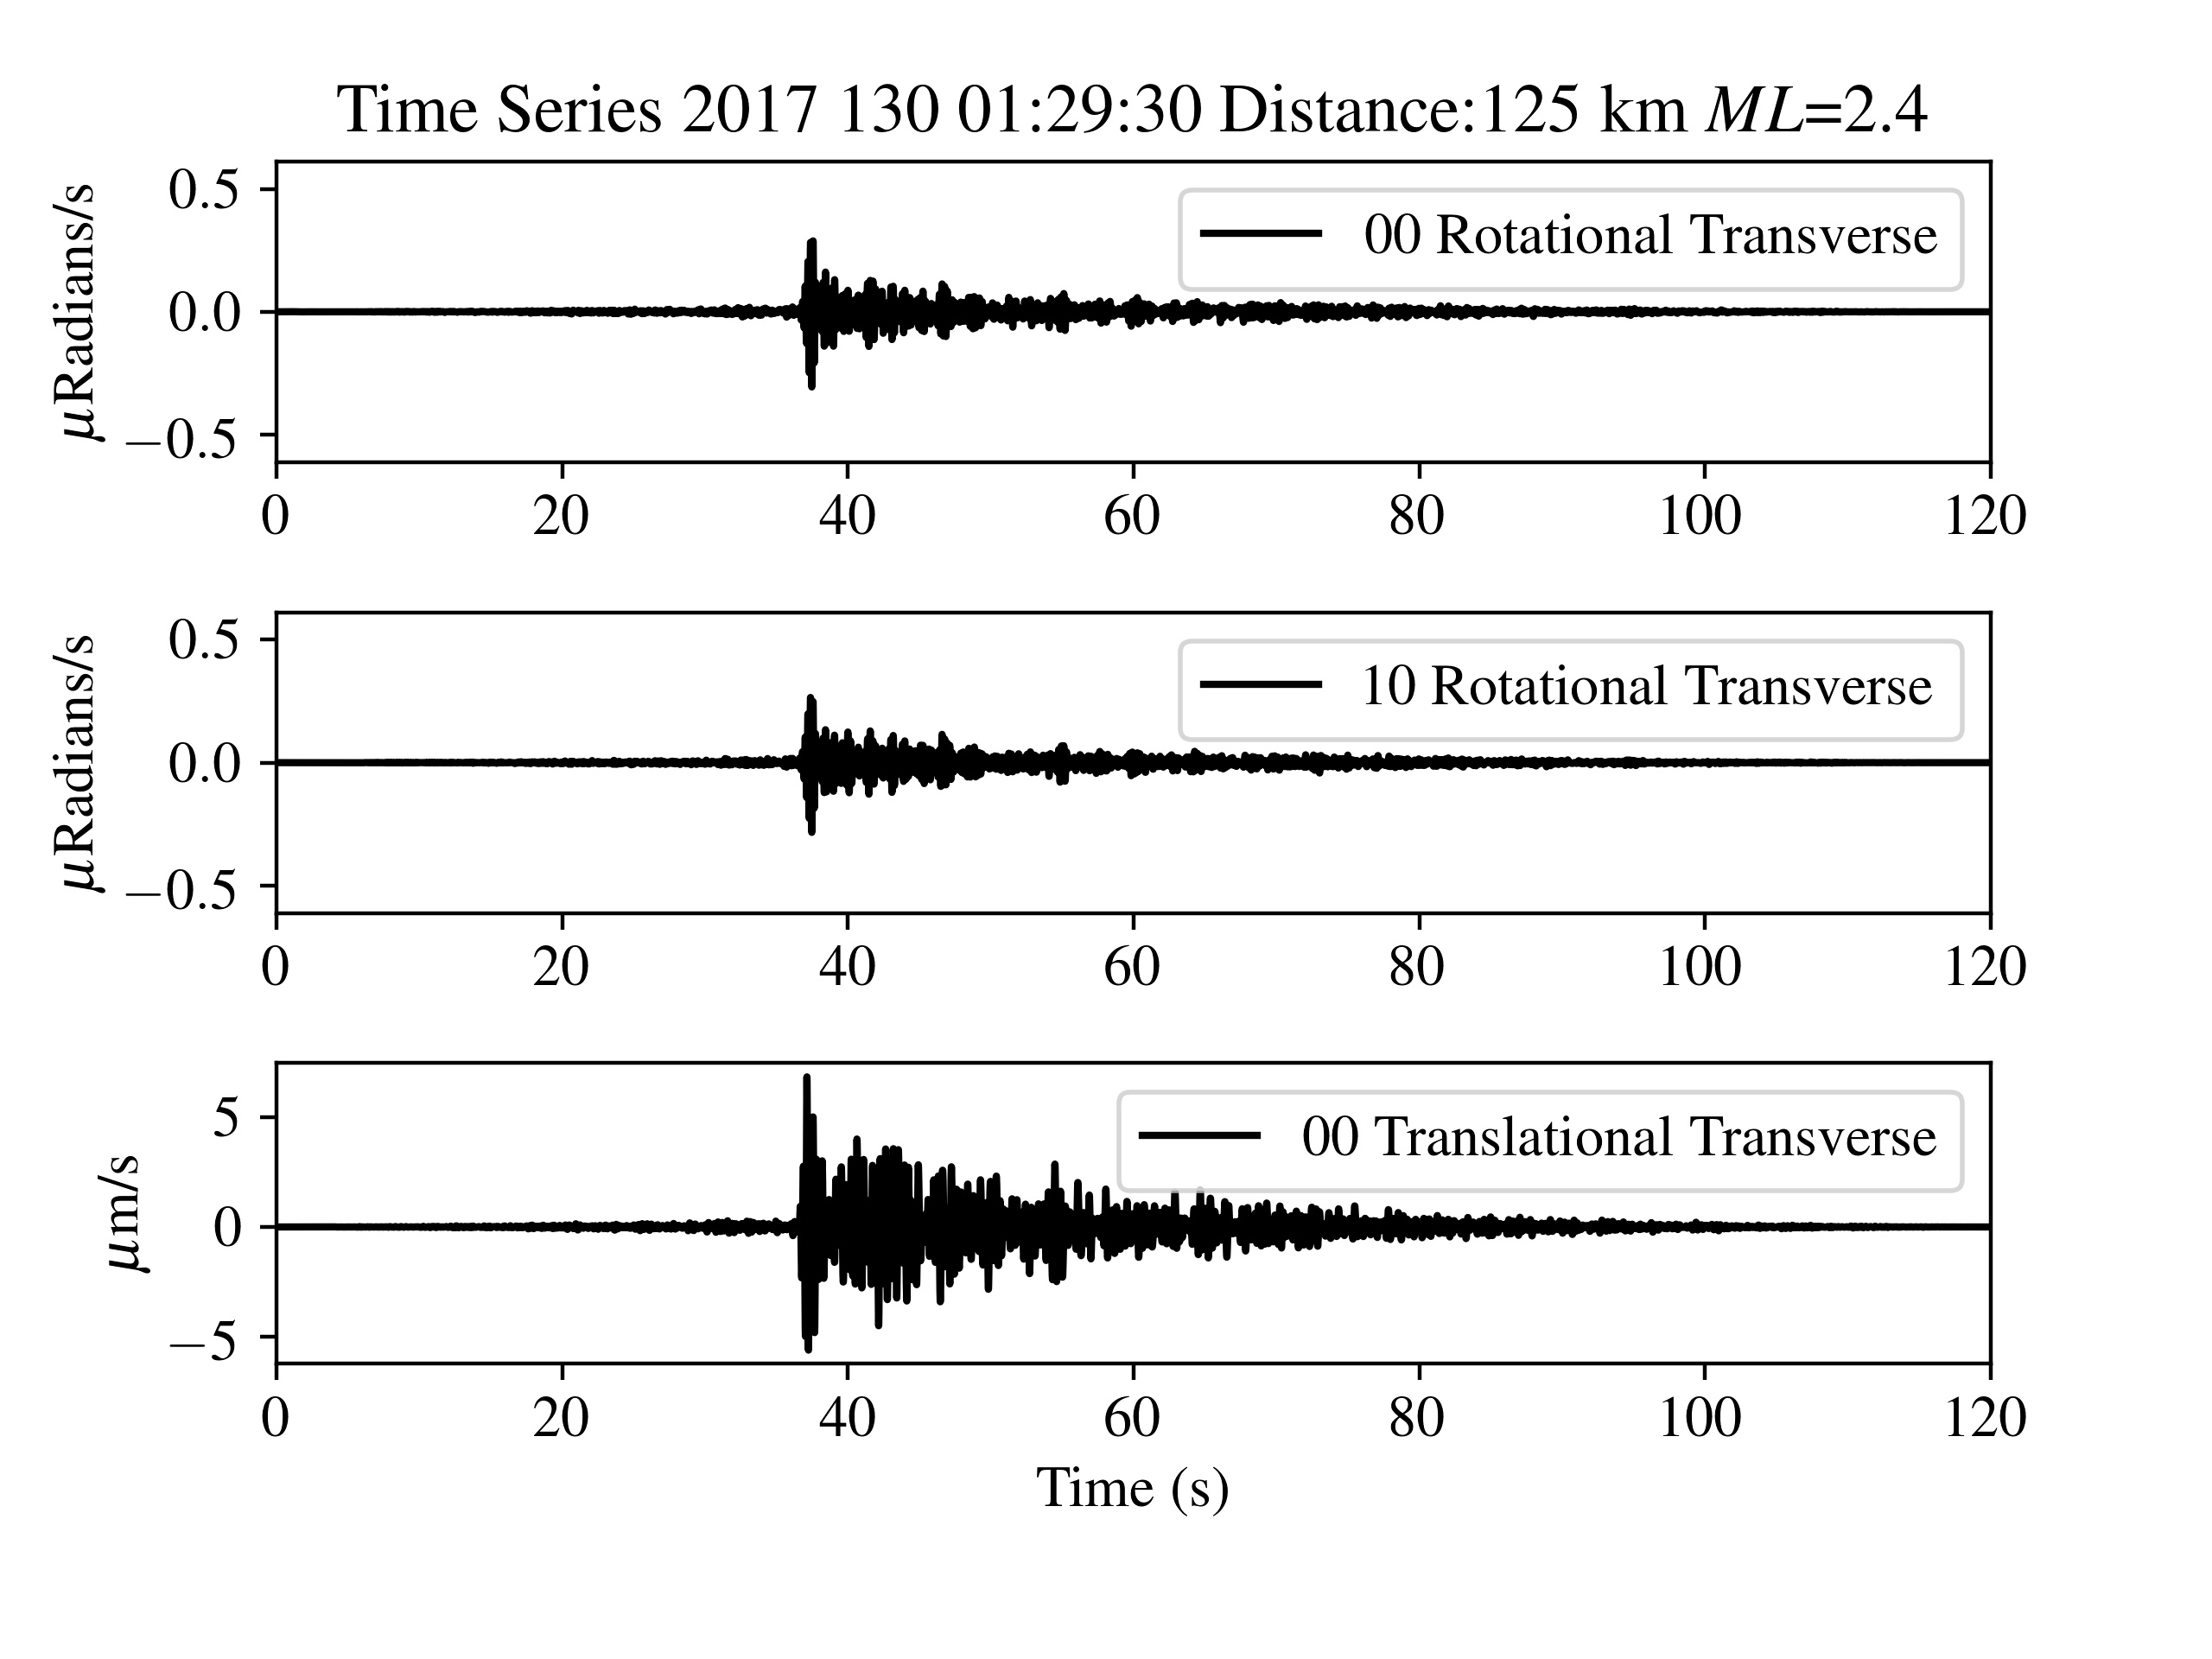 Time Series 2017 130 01:29:30 Distance:125 km ML=2.4
µRadians/s
0.5
0.0
−0.5
00 Rotational Transverse
0 20 40 60 80 100 120
µRadians/s
0.5
0.0
−0.5
10 Rotational Transverse
0 20 40 60 80 100 120
µm/s
5
0
−5
00 Translational Transverse
0 20 40 60 80 100 120
Time (s)